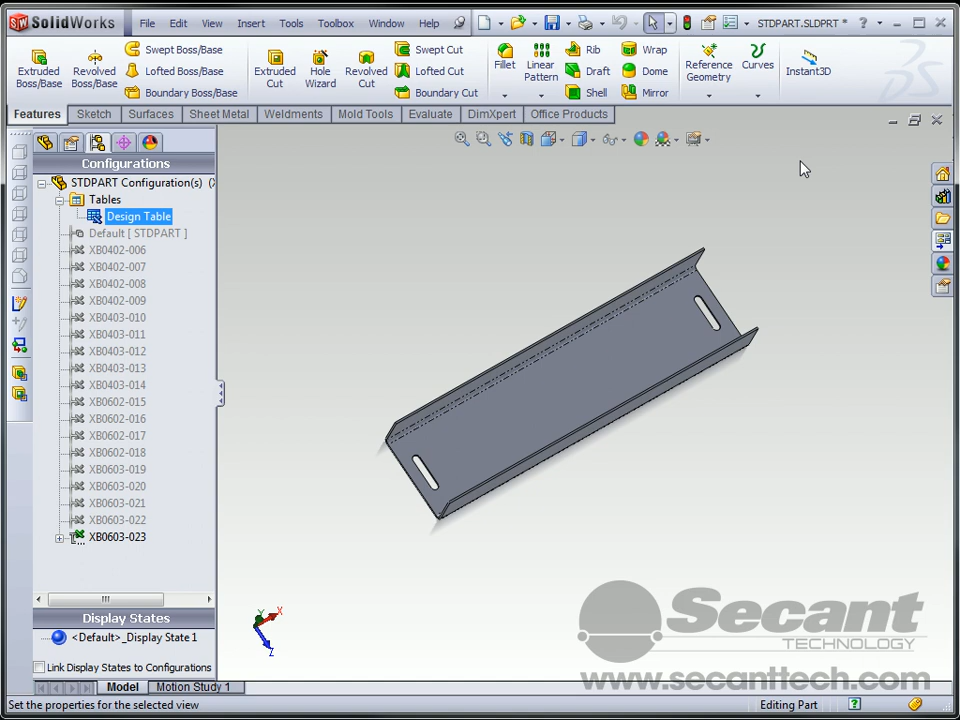 SolidWorks File Edit View Insert Tools Toolbox Window Help STDPART.SLDPRT *
Extruded Boss/Base
Revolved Boss/Base
Swept Boss/Base
Lofted Boss/Base
Boundary Boss/Base
Extruded Cut
Hole Wizard
Revolved Cut
Swept Cut
Lofted Cut
Boundary Cut
Fillet
Linear Pattern
Rib
Draft
Shell
Wrap
Dome
Mirror
Reference Geometry
Curves
Instant3D
Features Sketch Surfaces Sheet Metal Weldments Mold Tools Evaluate DimXpert Office Products
Configurations
STDPART Configuration(s)
Tables
Design Table
Default [ STDPART ]
XB0402-006
XB0402-007
XB0402-008
XB0402-009
XB0403-010
XB0403-011
XB0403-012
XB0403-013
XB0403-014
XB0602-015
XB0602-016
XB0602-017
XB0602-018
XB0603-019
XB0603-020
XB0603-021
XB0603-022
XB0603-023
Display States
<Default>_Display State 1
Link Display States to Configurations
Y
X
Z
Secant
TECHNOLOGY
www.secanttech.com
Model Motion Study 1
Set the properties for the selected view Editing Part